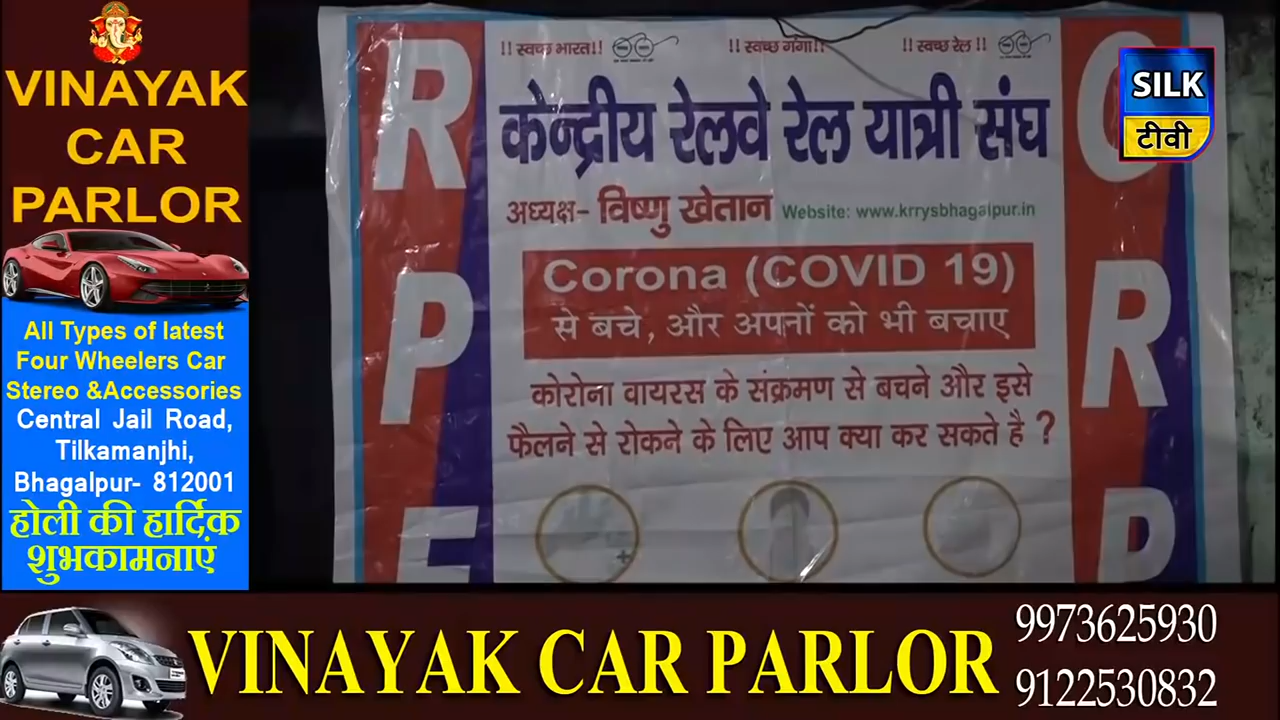 VINAYAK
CAR
PARLOR
All Types of latest
Four Wheelers Car
Stereo &Accessories
Central Jail Road,
Tilkamanjhi,
Bhagalpur- 812001
होली की हार्दिक
शुभकामनाएं
!! स्वच्छ भारत!! !! स्वच्छ गंगा!! !! स्वच्छ रेल !!
केन्द्रीय रेलवे रेल यात्री संघ
अध्यक्ष- विष्णु खेतान Website: www.krrysbhagalpur.in
Corona (COVID 19)
से बचे, और अपनों को भी बचाए
कोरोना वायरस के संक्रमण से बचने और इसे
फैलने से रोकने के लिए आप क्या कर सकते है ?
R
P
F
G
R
P
SILK
टीवी
VINAYAK CAR PARLOR
9973625930
9122530832